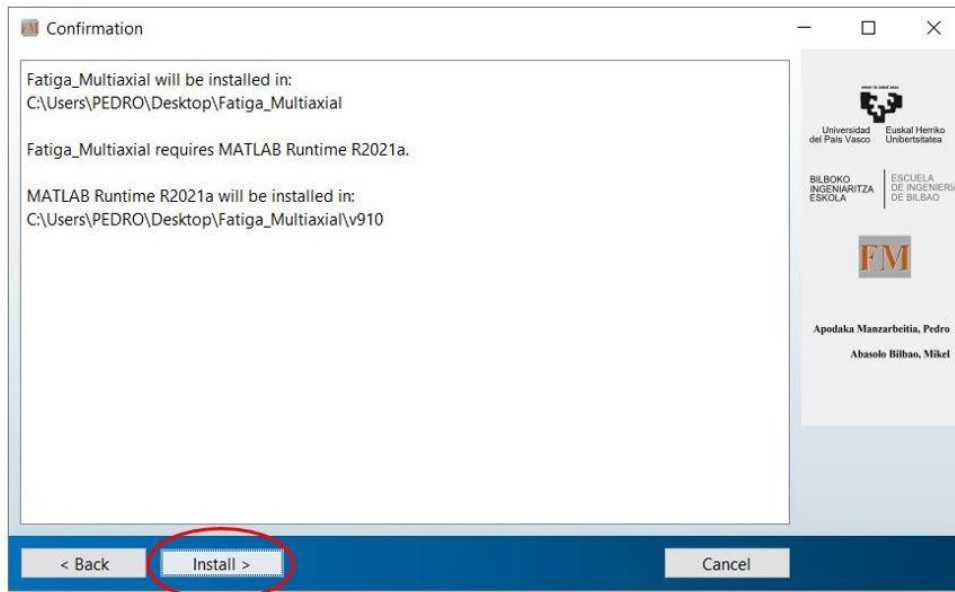 Confirmation
Fatiga_Multiaxial will be installed in:
C:\Users\PEDRO\Desktop\Fatiga_Multiaxial
Fatiga_Multiaxial requires MATLAB Runtime R2021a.
MATLAB Runtime R2021a will be installed in:
C:\Users\PEDRO\Desktop\Fatiga_Multiaxial\v910
Universidad Euskal Herriko
del País Vasco Unibertsitatea
BILBOKO
INGENIARITZA
ESKOLA
ESCUELA
DE INGENIERÍA
DE BILBAO
FM
Apodaka Manzarbeitia, Pedro
Abasolo Bilbao, Mikel
< Back
Install >
Cancel